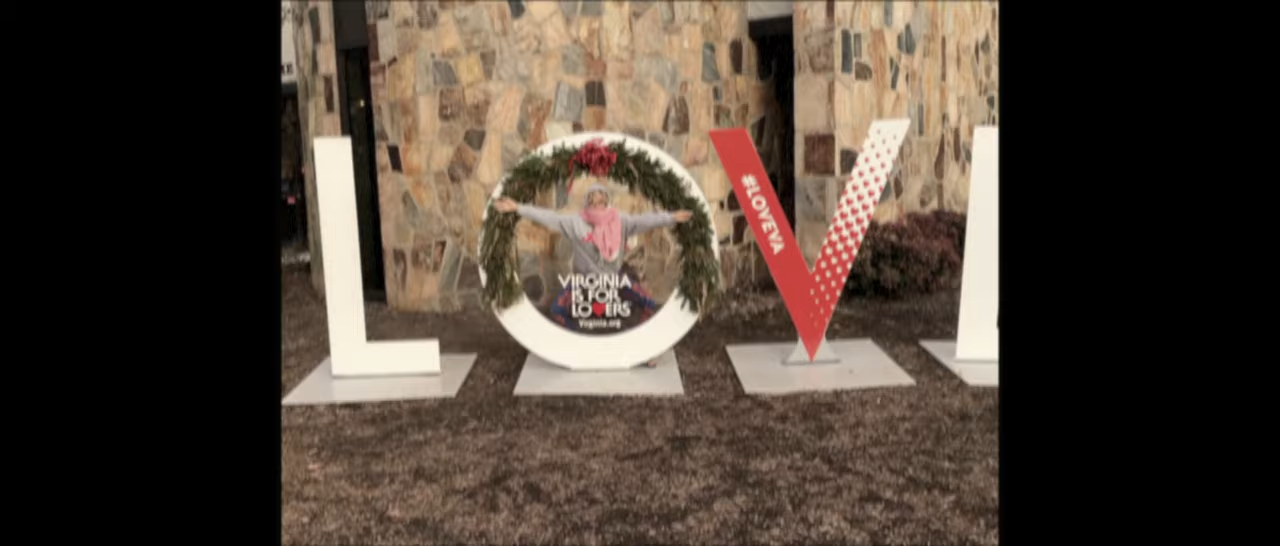 L O V
#LOVEVA
VIRGINIA
IS FOR
LOVERS
Virginia.org